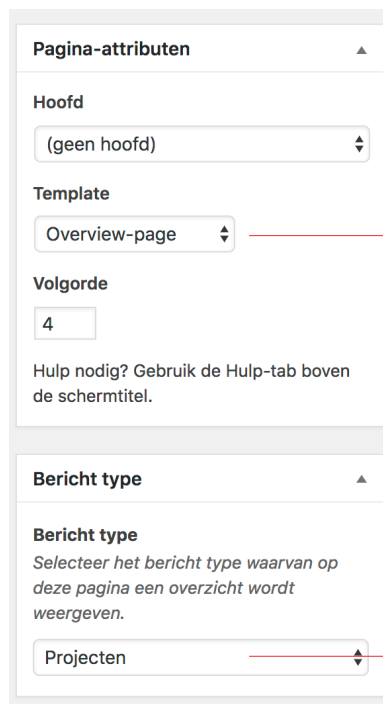 Pagina-attributen
Hoofd
(geen hoofd)
Template
Overview-page
Volgorde
4
Hulp nodig? Gebruik de Hulp-tab boven
de schermtitel.
Bericht type
Bericht type
Selecteer het bericht type waarvan op
deze pagina een overzicht wordt
weergeven.
Projecten